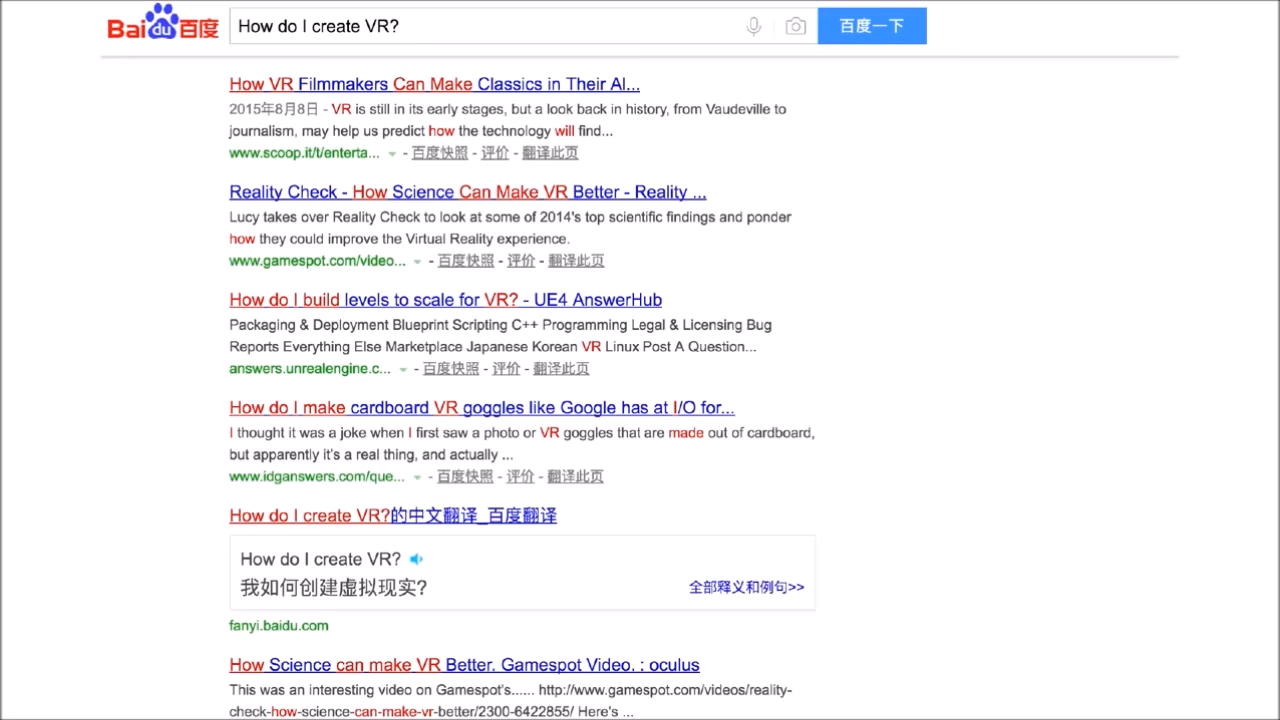 Baidu百度 How do I create VR? 百度一下
How VR Filmmakers Can Make Classics in Their Al...
2015年8月8日 - VR is still in its early stages, but a look back in history, from Vaudeville to
journalism, may help us predict how the technology will find...
www.scoop.it/t/enterta... - 百度快照 - 评价 - 翻译此页
Reality Check - How Science Can Make VR Better - Reality ...
Lucy takes over Reality Check to look at some of 2014's top scientific findings and ponder
how they could improve the Virtual Reality experience.
www.gamespot.com/video... - 百度快照 - 评价 - 翻译此页
How do I build levels to scale for VR? - UE4 AnswerHub
Packaging & Deployment Blueprint Scripting C++ Programming Legal & Licensing Bug
Reports Everything Else Marketplace Japanese Korean VR Linux Post A Question...
answers.unrealengine.c... - 百度快照 - 评价 - 翻译此页
How do I make cardboard VR goggles like Google has at I/O for...
I thought it was a joke when I first saw a photo or VR goggles that are made out of cardboard,
but apparently it's a real thing, and actually ...
www.idganswers.com/que... - 百度快照 - 评价 - 翻译此页
How do I create VR?的中文翻译_百度翻译
How do I create VR?
我如何创建虚拟现实?
全部释义和例句>>
fanyi.baidu.com
How Science can make VR Better. Gamespot Video. : oculus
This was an interesting video on Gamespot's...... http://www.gamespot.com/videos/reality-
check-how-science-can-make-vr-better/2300-6422855/ Here's ...